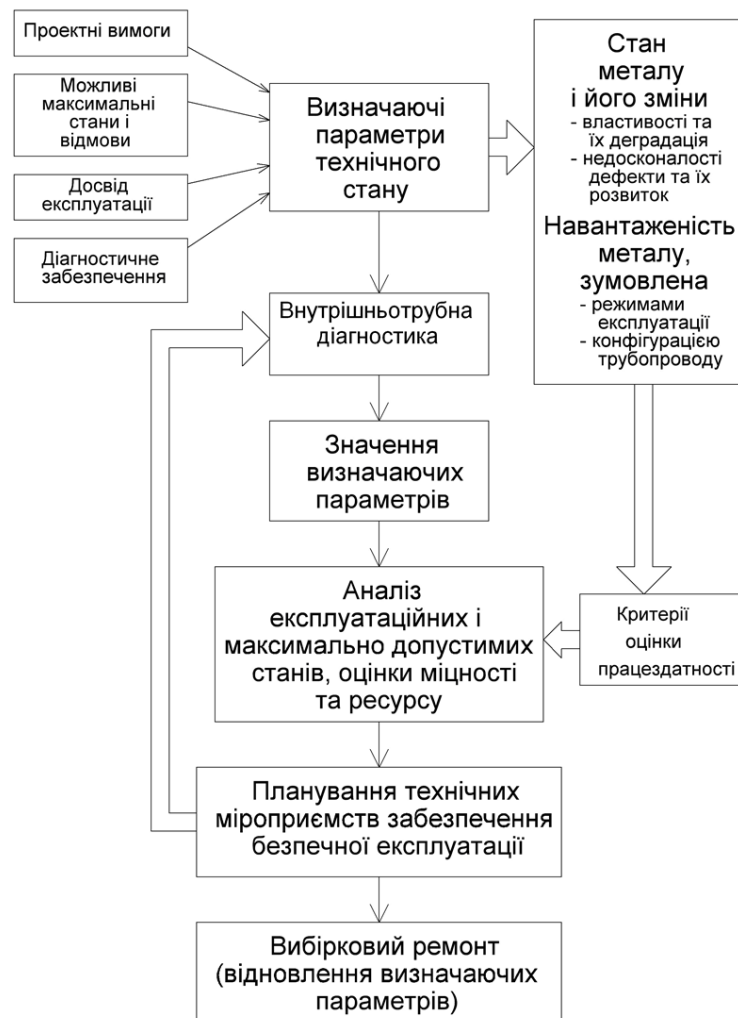 Проектні вимоги
Можливі
максимальні
стани і
відмови
Досвід
експлуатації
Діагностичне
забезпечення
Визначаючі
параметри
технічного
стану
Стан
металу
і його зміни
- властивості та
їх деградація
- недосконалості
дефекти та їх
розвиток
Навантаженість
металу,
зумовлена
- режимами
експлуатації
- конфігурацією
трубопроводу
Внутрішньотрубна
діагностика
Значення
визначаючих
параметрів
Аналіз
експлуатаційних і
максимально допустимих
станів, оцінки міцності
та ресурсу
Критерії
оцінки
працездатності
Планування технічних
міроприємств забезпечення
безпечної експлуатації
Вибірковий ремонт
(відновлення визначаючих
параметрів)